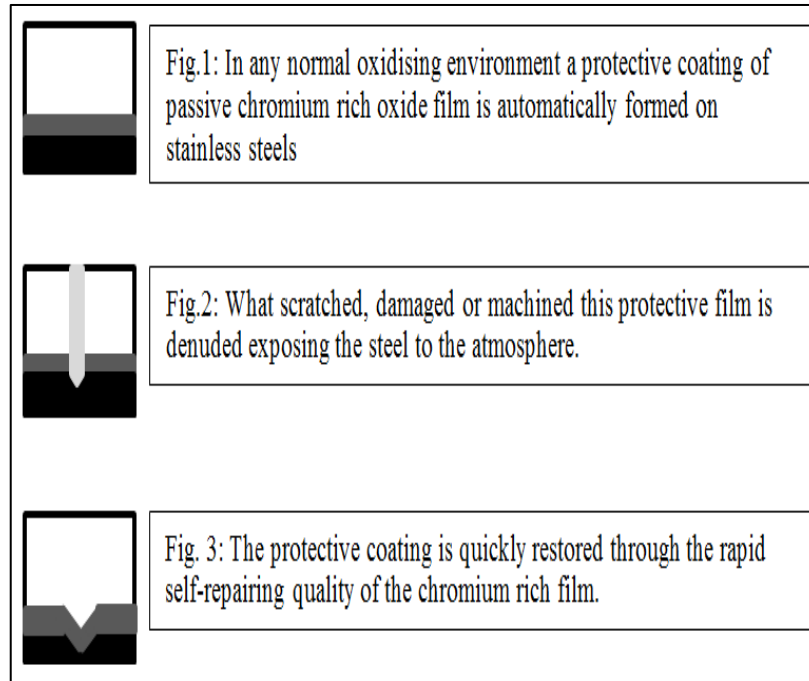 Fig.1: In any normal oxidising environment a protective coating of
passive chromium rich oxide film is automatically formed on
stainless steels
Fig.2: What scratched, damaged or machined this protective film is
denuded exposing the steel to the atmosphere.
Fig. 3: The protective coating is quickly restored through the rapid
self-repairing quality of the chromium rich film.